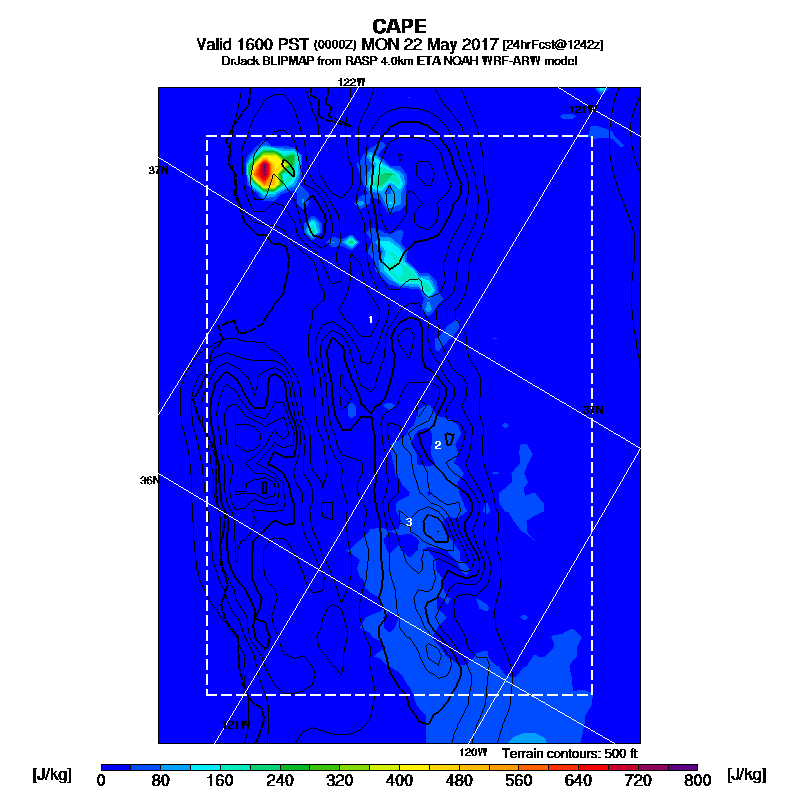 CAPE
Valid 1600 PST (0000Z) MON 22 May 2017 [24hrFcst@1242z]
DrJack BLIPMAP from RASP 4.0km ETA NOAH WRF-ARW model
122W
121W
37N
1
37N
2
36N
3
121W
120W Terrain contours: 500 ft
[J/kg] 0 80 160 240 320 400 480 560 640 720 800 [J/kg]